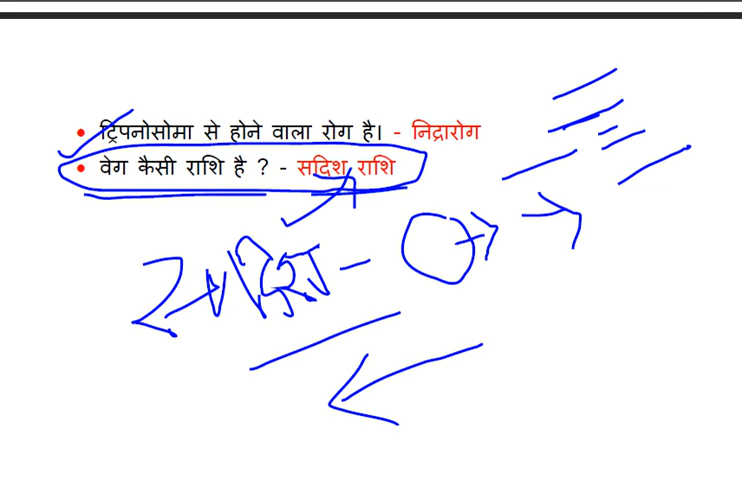 • ट्रिपनोसोमा से होने वाला रोग है। - निद्रारोग
• वेग कैसी राशि है ? - सदिश राशि